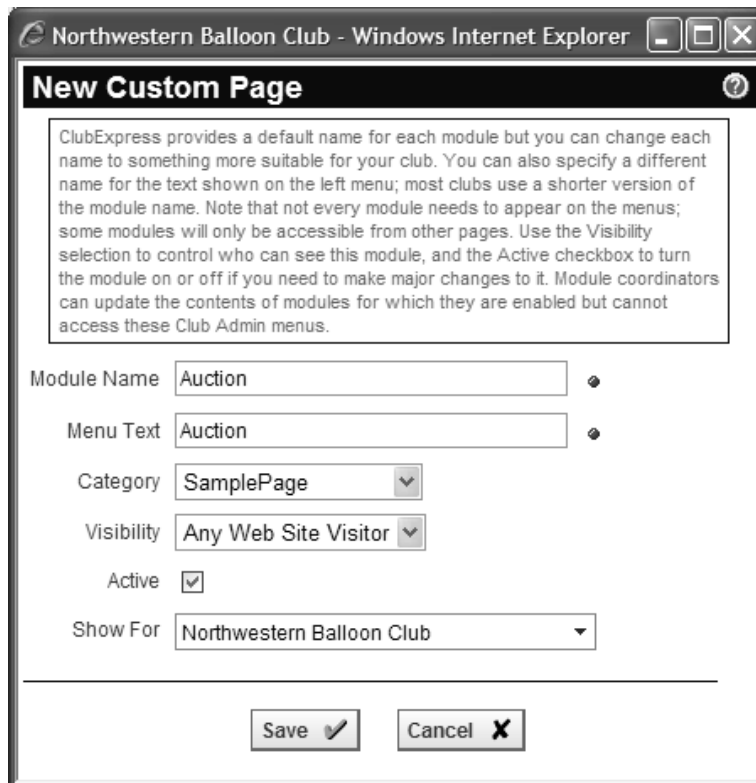 Northwestern Balloon Club - Windows Internet Explorer
New Custom Page
ClubExpress provides a default name for each module but you can change each
name to something more suitable for your club. You can also specify a different
name for the text shown on the left menu; most clubs use a shorter version of
the module name. Note that not every module needs to appear on the menus;
some modules will only be accessible from other pages. Use the Visibility
selection to control who can see this module, and the Active checkbox to turn
the module on or off if you need to make major changes to it. Module coordinators
can update the contents of modules for which they are enabled but cannot
access these Club Admin menus.
Module Name Auction
Menu Text Auction
Category SamplePage
Visibility Any Web Site Visitor
Active
Show For Northwestern Balloon Club
Save Cancel